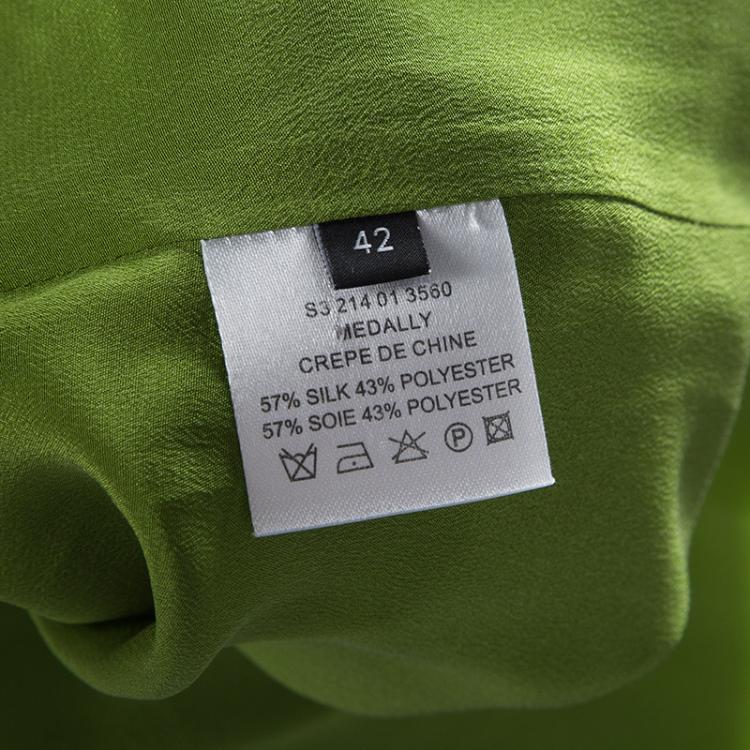 42
S3 214 01 3560
MEDALLY
CREPE DE CHINE
57% SILK 43% POLYESTER
57% SOIE 43% POLYESTER
P